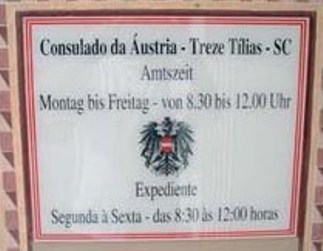 Consulado da Áustria - Treze Tílias - SC
Amtszeit
Montag bis Freitag - von 8.30 bis 12.00 Uhr
Expediente
Segunda à Sexta - das 8:30 às 12:00 horas